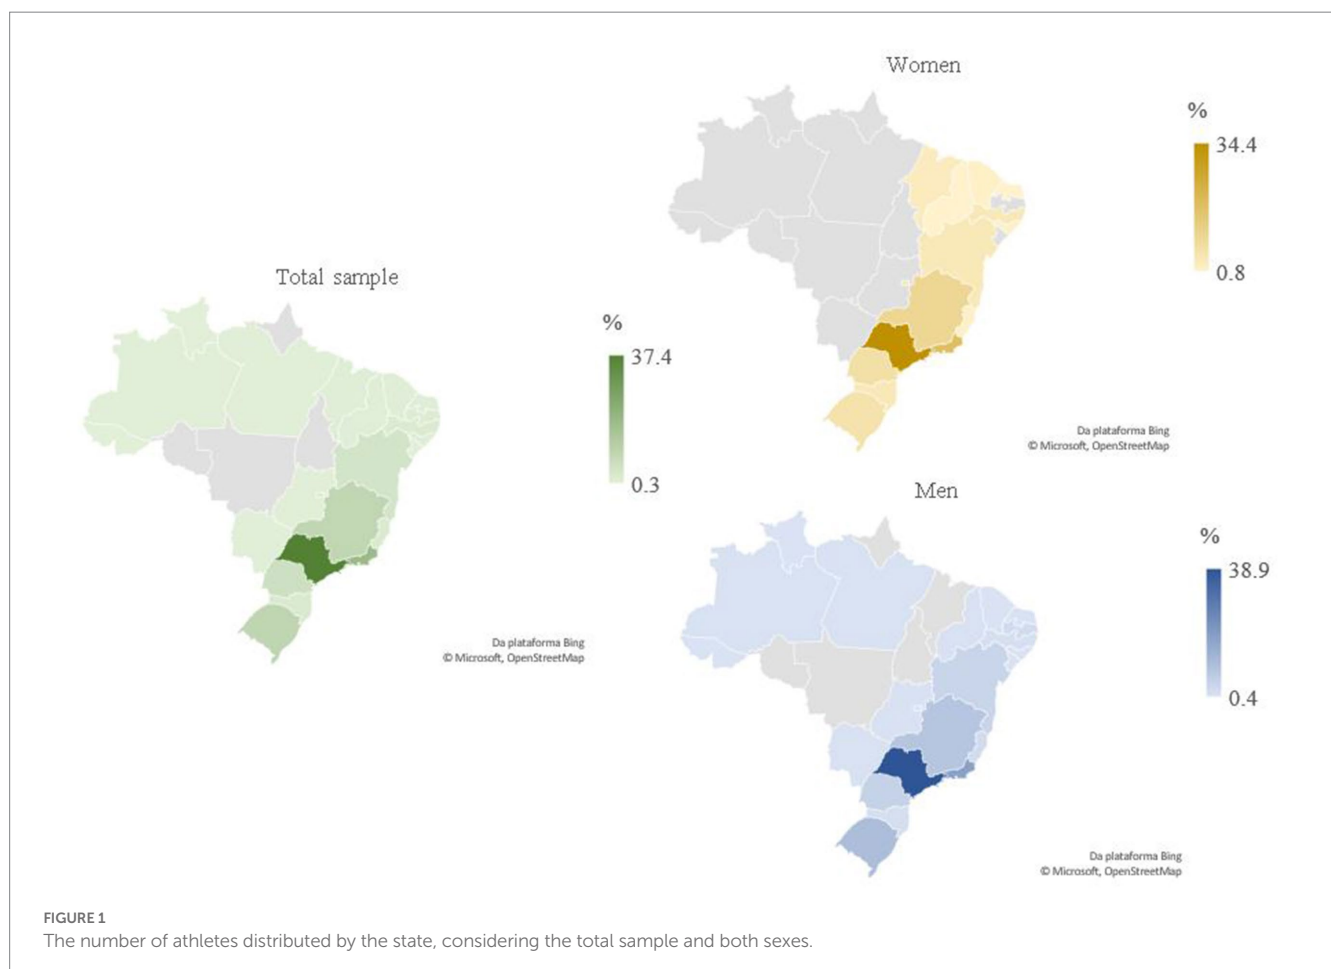 Women
%
34.4
0.8
Da plataforma Bing
© Microsoft, OpenStreetMap
Total sample
%
37.4
0.3
Da plataforma Bing
© Microsoft, OpenStreetMap
Men
%
38.9
0.4
Da plataforma Bing
© Microsoft, OpenStreetMap
FIGURE 1
The number of athletes distributed by the state, considering the total sample and both sexes.